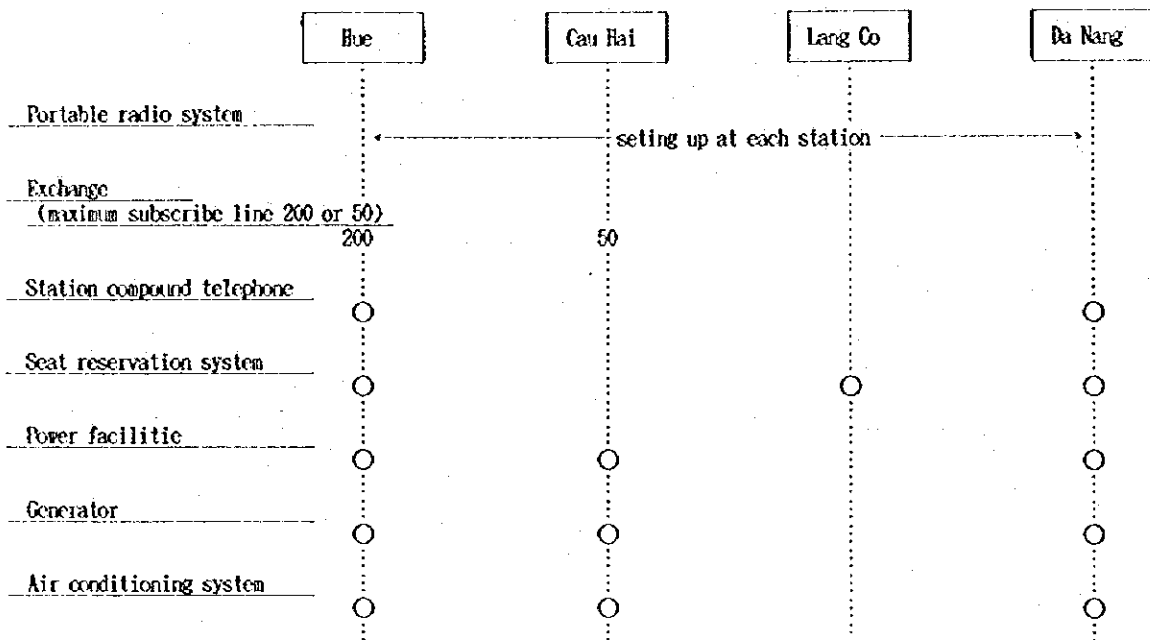 Hue Cau Hai Lang Co Da Nang
Portable radio system
seting up at each station
Exchange
(maximum subscribe line 200 or 50)
200 50
Station compound telephone
Seat reservation system
Power facilitie
Generator
Air conditioning system